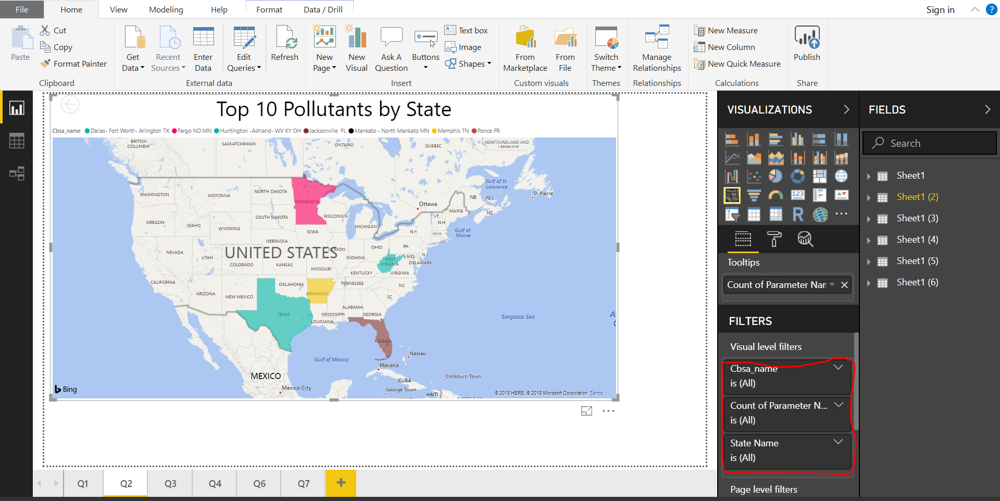 File Home View Modeling Help Format Data / Drill Sign in ?
Paste
Cut
Copy
Format Painter
Clipboard
Get Data
Recent Sources
Enter Data
Edit Queries
External data
Refresh
New Page
New Visual
Ask A Question
Buttons
Text box
Image
Shapes
Insert
From Marketplace
From File
Custom visuals
Switch Theme
Themes
Manage Relationships
Relationships
New Measure
New Column
New Quick Measure
Calculations
Publish
Share
Top 10 Pollutants by State
Cbsa_name Dallas- Fort Worth- Arlington TX Fargo ND MN Huntington -Ashland- WV KY OH Jacksonville FL Mankato - North Mankato MN Memphis TN Ponce PR
BRITISH COLUMBIA
SASKATCHEWAN
ONTARIO
QUEBEC
NEWFOUNDLAND AND LABRADOR
Gulf of St Lawrence
St-Pierre
WASHINGTON
MONTANA
NORTH DAKOTA
MINNESOTA
Ottawa
NB
P.E.I.
NS
MAINE
SOUTH DAKOTA
WISCONSIN
VT.
N.H.
OREGON
IDAHO
WYOMING
IOWA
MICHIGAN
N.Y.
MASS.
R.I.
Gulf of Maine
NEBRASKA
OHIO
PA
NEVADA
UTAH
UNITED STATES
ILLINOIS
INDIANA
WEST VIRGINIA
MD
N J
DELAWARE
COLORADO
KANSAS
MISSOURI
KENTUCKY
VIRGINIA
CALIFORNIA
OKLAHOMA
TENNESSEE
NC
ARIZONA
NEW MEXICO
ARKANSAS
SC
ALABAMA
MISSISSIPPI
GEORGIA
TEXAS
LOUISIANA
Sargasso Sea
FLORIDA
Gulf of Mexico
Nassau
Havana
MEXICO
CUBA
Cockburn Town
Mexico City
George Town
HAITI
Bing
© 2018 HERE, © 2018 Microsoft Corporation Terms
Q1 Q2 Q3 Q4 Q6 Q7 +
VISUALIZATIONS
123
R
Tooltips
Count of Parameter Nar
FILTERS
Visual level filters
Cbsa_name
is (All)
Count of Parameter N...
is (All)
State Name
is (All)
Page level filters
FIELDS
Search
Sheet1
Sheet1 (2)
Sheet1 (3)
Sheet1 (4)
Sheet1 (5)
Sheet1 (6)